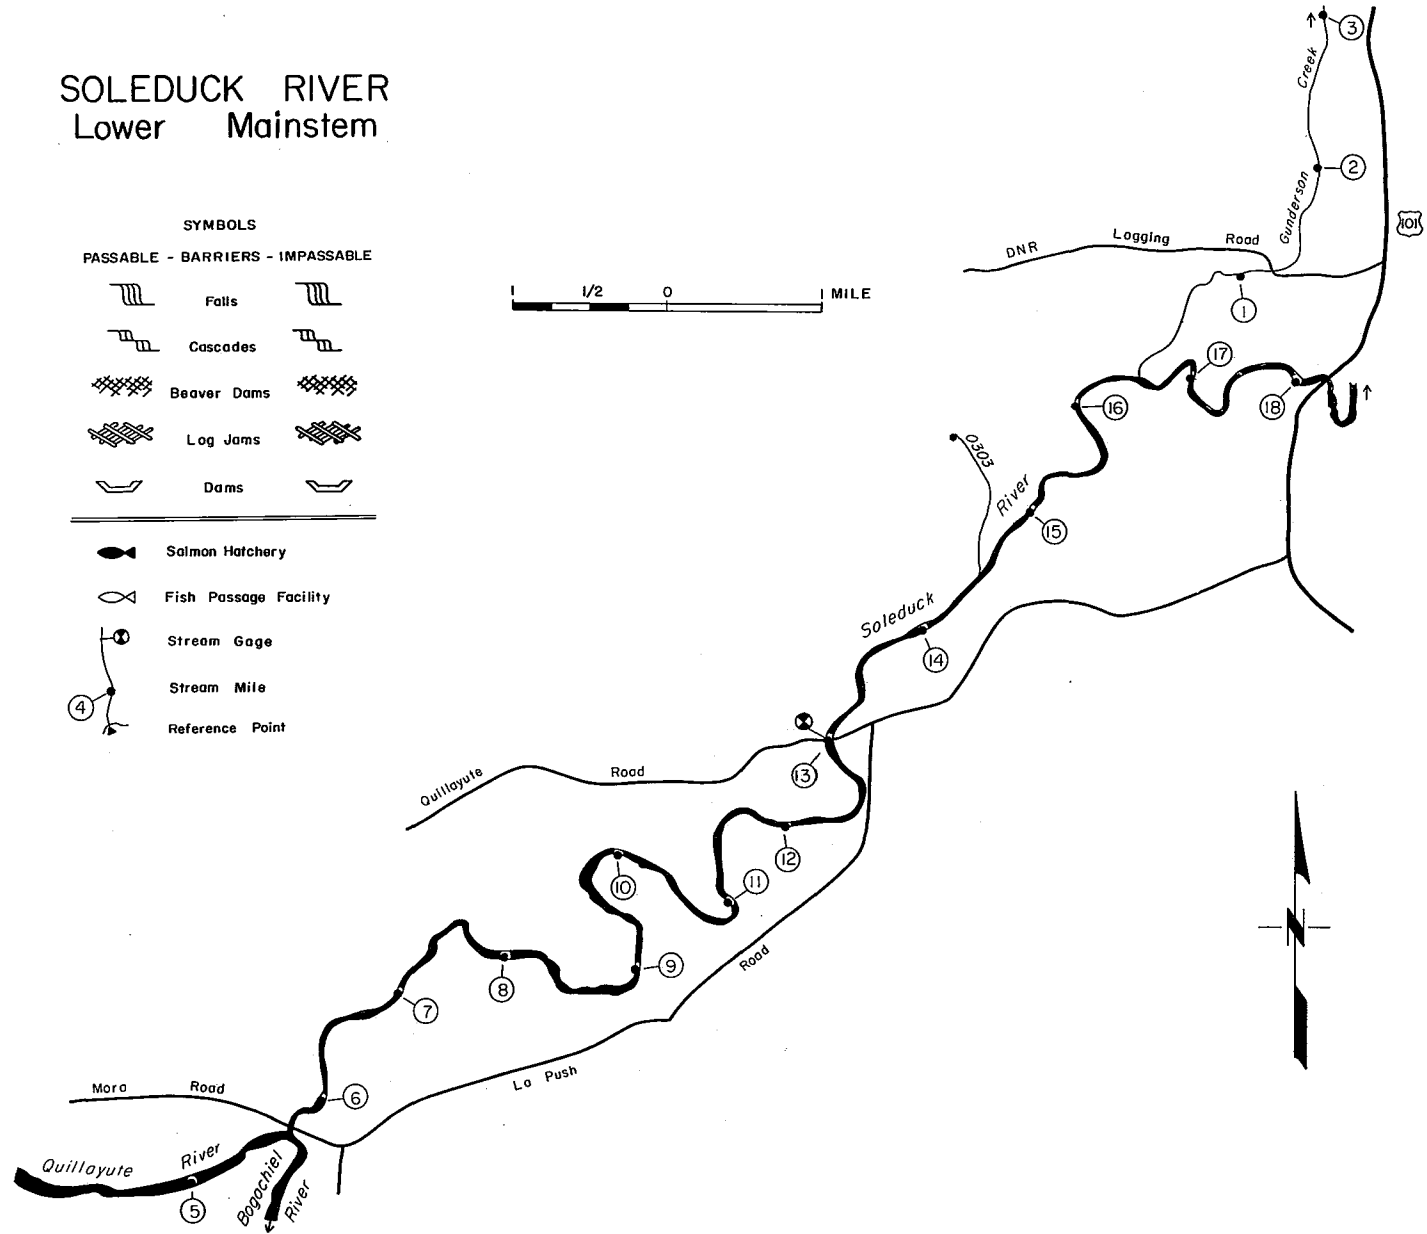 SOLEDUCK RIVER
Lower Mainstem
SYMBOLS
PASSABLE - BARRIERS - IMPASSABLE
Falls
Cascades
Beaver Dams
Log Jams
Dams
Salmon Hatchery
Fish Passage Facility
Stream Gage
4
Stream Mile
Reference Point
1 1/2 0 1 MILE
3
Creek
2
Gunderson
101
DNR Logging Road
1
17
18
16
0303
River
15
Soleduck
14
13
Quillayute Road
12
11
10
9
Road
8
7
La Push
6
Mora Road
Quillayute River
5
Bogachiel
River
N